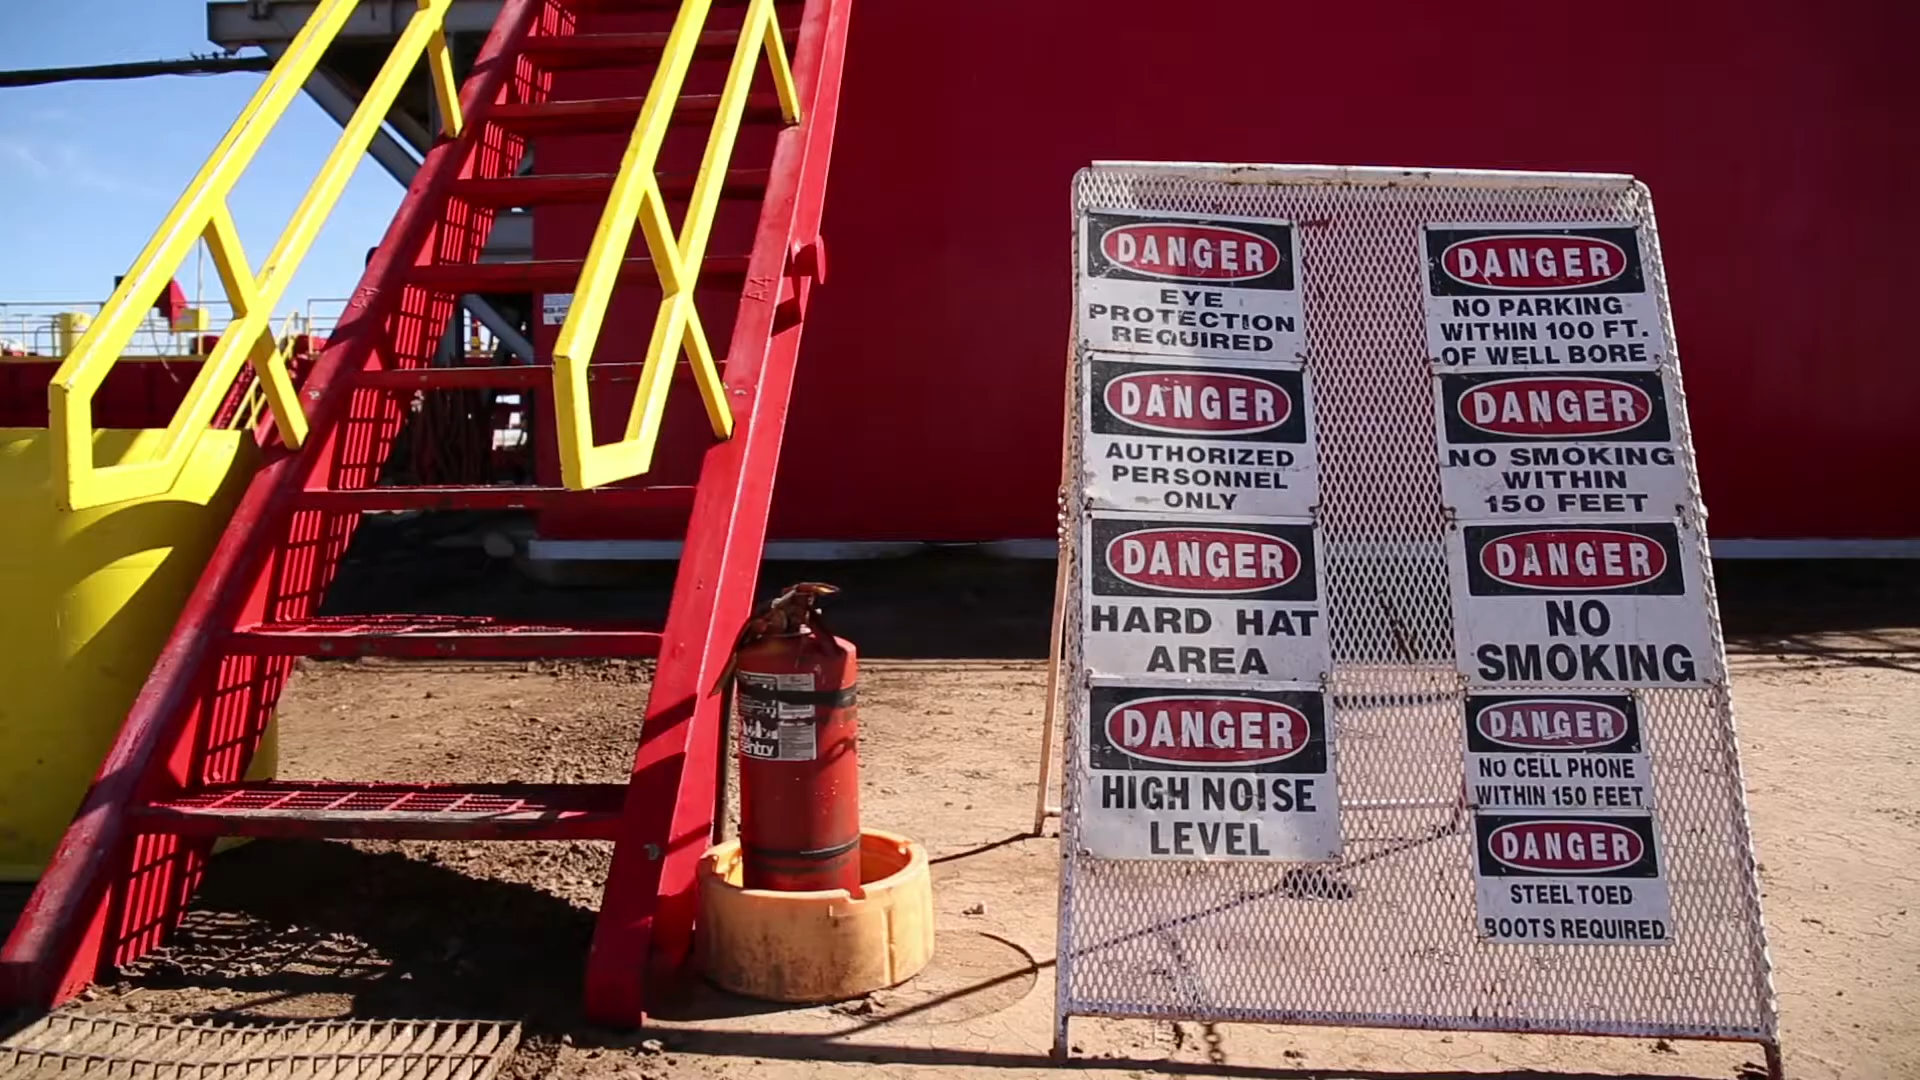 DANGER
EYE
PROTECTION
REQUIRED
DANGER
AUTHORIZED
PERSONNEL
ONLY
DANGER
HARD HAT
AREA
DANGER
HIGH NOISE
LEVEL
DANGER
NO PARKING
WITHIN 100 FT.
OF WELL BORE
DANGER
NO SMOKING
WITHIN
150 FEET
DANGER
NO
SMOKING
DANGER
NO CELL PHONE
WITHIN 150 FEET
DANGER
STEEL TOED
BOOTS REQUIRED
Sentry